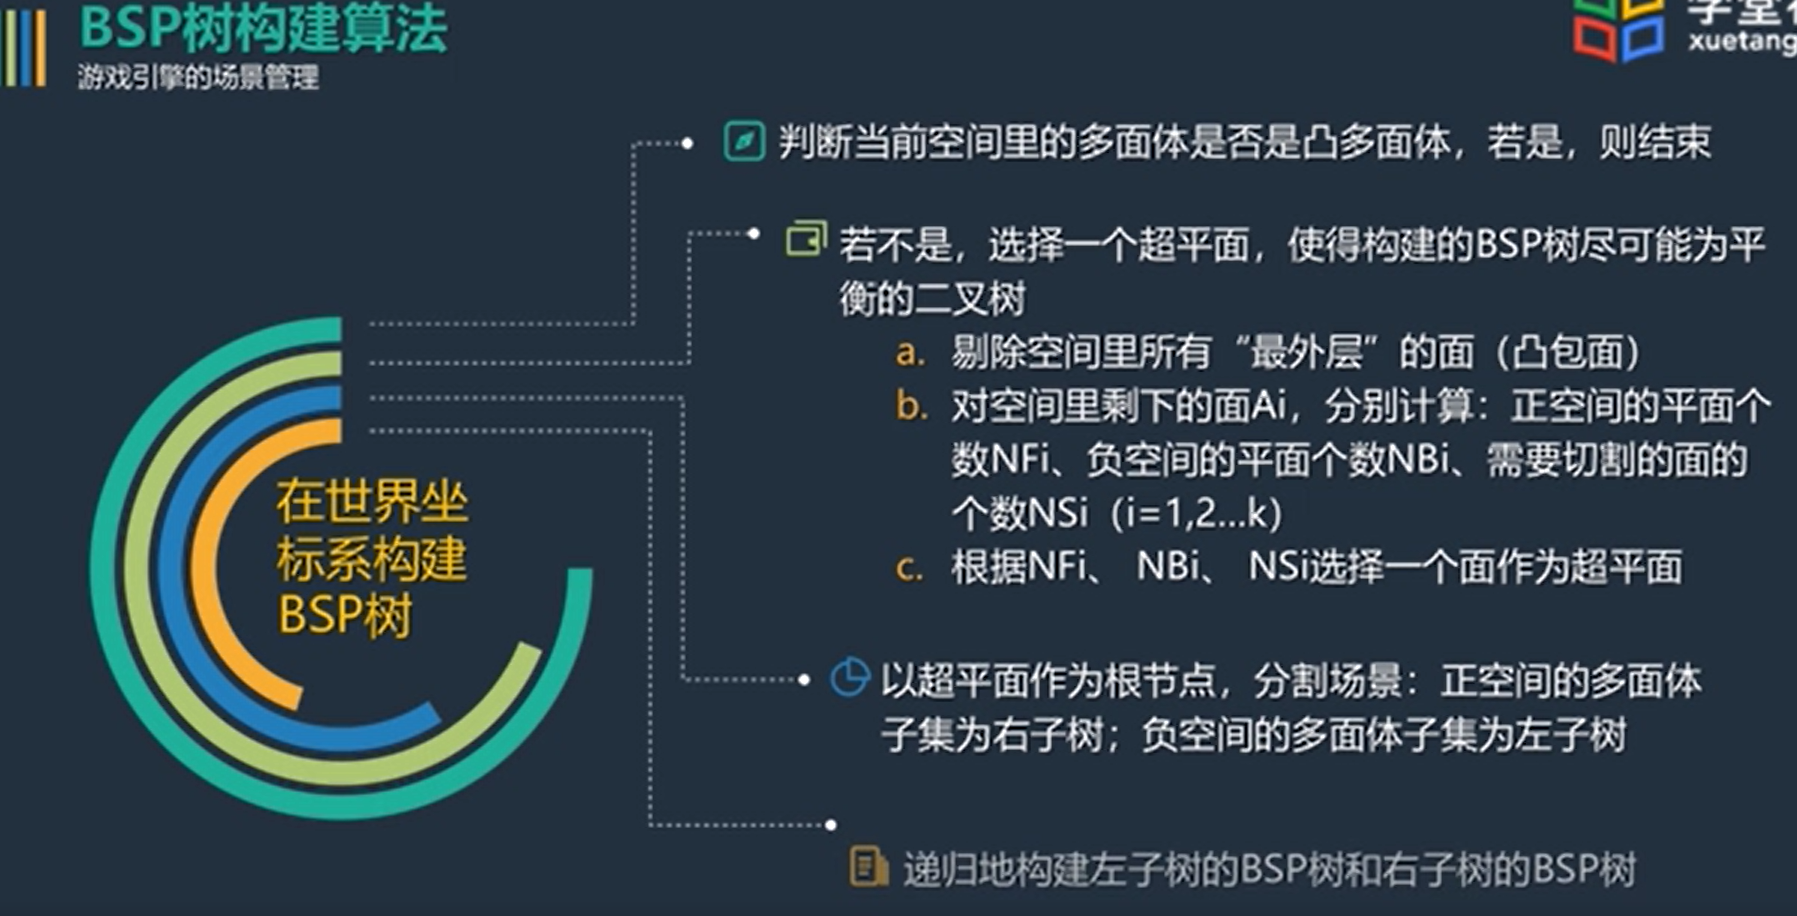 BSP树构建算法
游戏引擎的场景管理
学堂
xuetang
判断当前空间里的多面体是否是凸多面体，若是，则结束
若不是，选择一个超平面，使得构建的BSP树尽可能为平
衡的二叉树
a. 剔除空间里所有“最外层”的面（凸包面）
b. 对空间里剩下的面Ai，分别计算：正空间的平面个
数NFi、负空间的平面个数NBi、需要切割的面的
个数NSi（i=1,2...k）
c. 根据NFi、 NBi、 NSi选择一个面作为超平面
在世界坐
标系构建
BSP树
以超平面作为根节点，分割场景：正空间的多面体
子集为右子树；负空间的多面体子集为左子树
递归地构建左子树的BSP树和右子树的BSP树